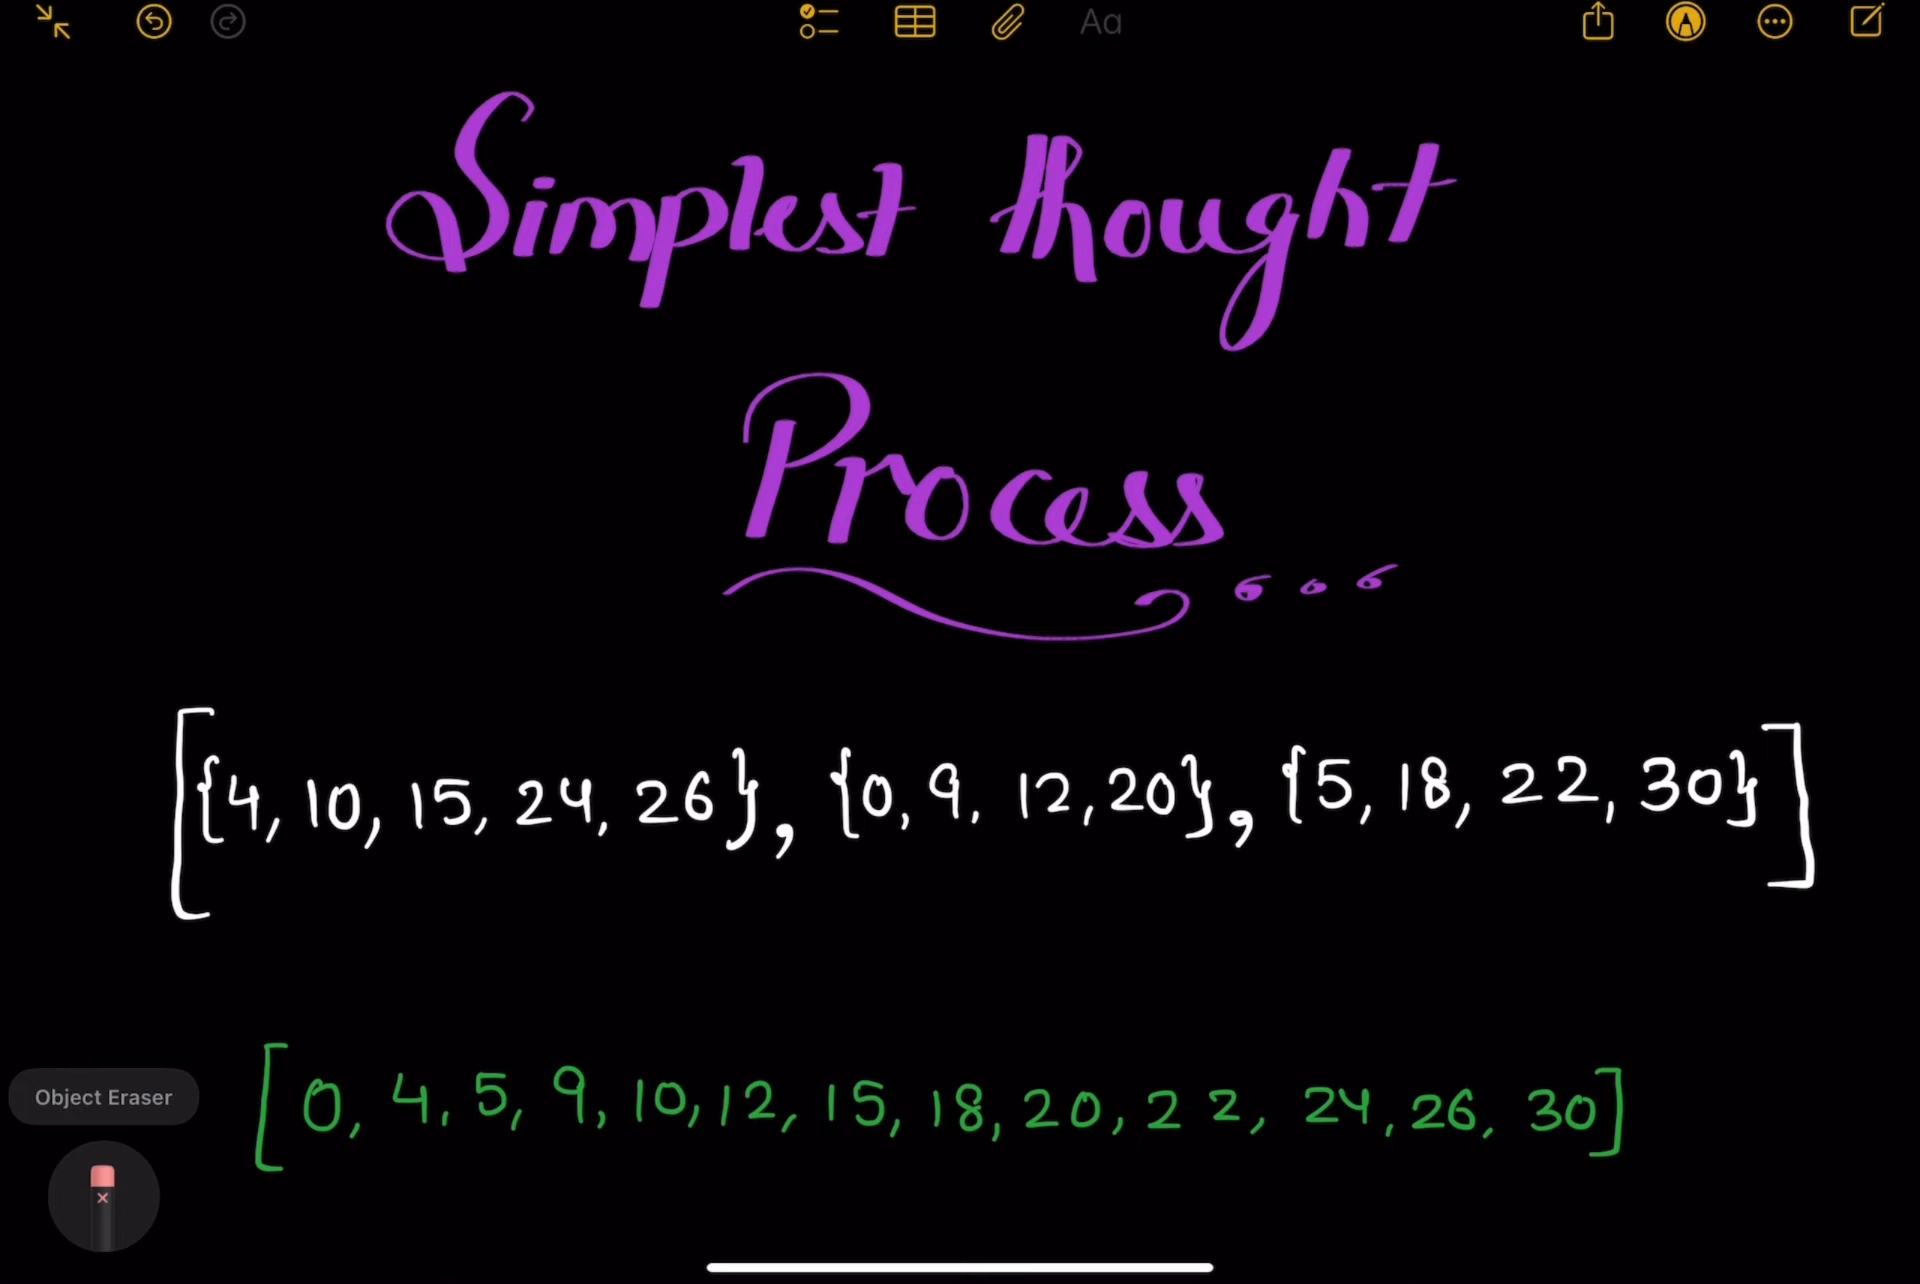 Aa
Simplest thought
Process...
[{4, 10, 15, 24, 26}, {0, 9, 12, 20}, {5, 18, 22, 30}]
[0, 4, 5, 9, 10, 12, 15, 18, 20, 22, 24, 26, 30]
Object Eraser